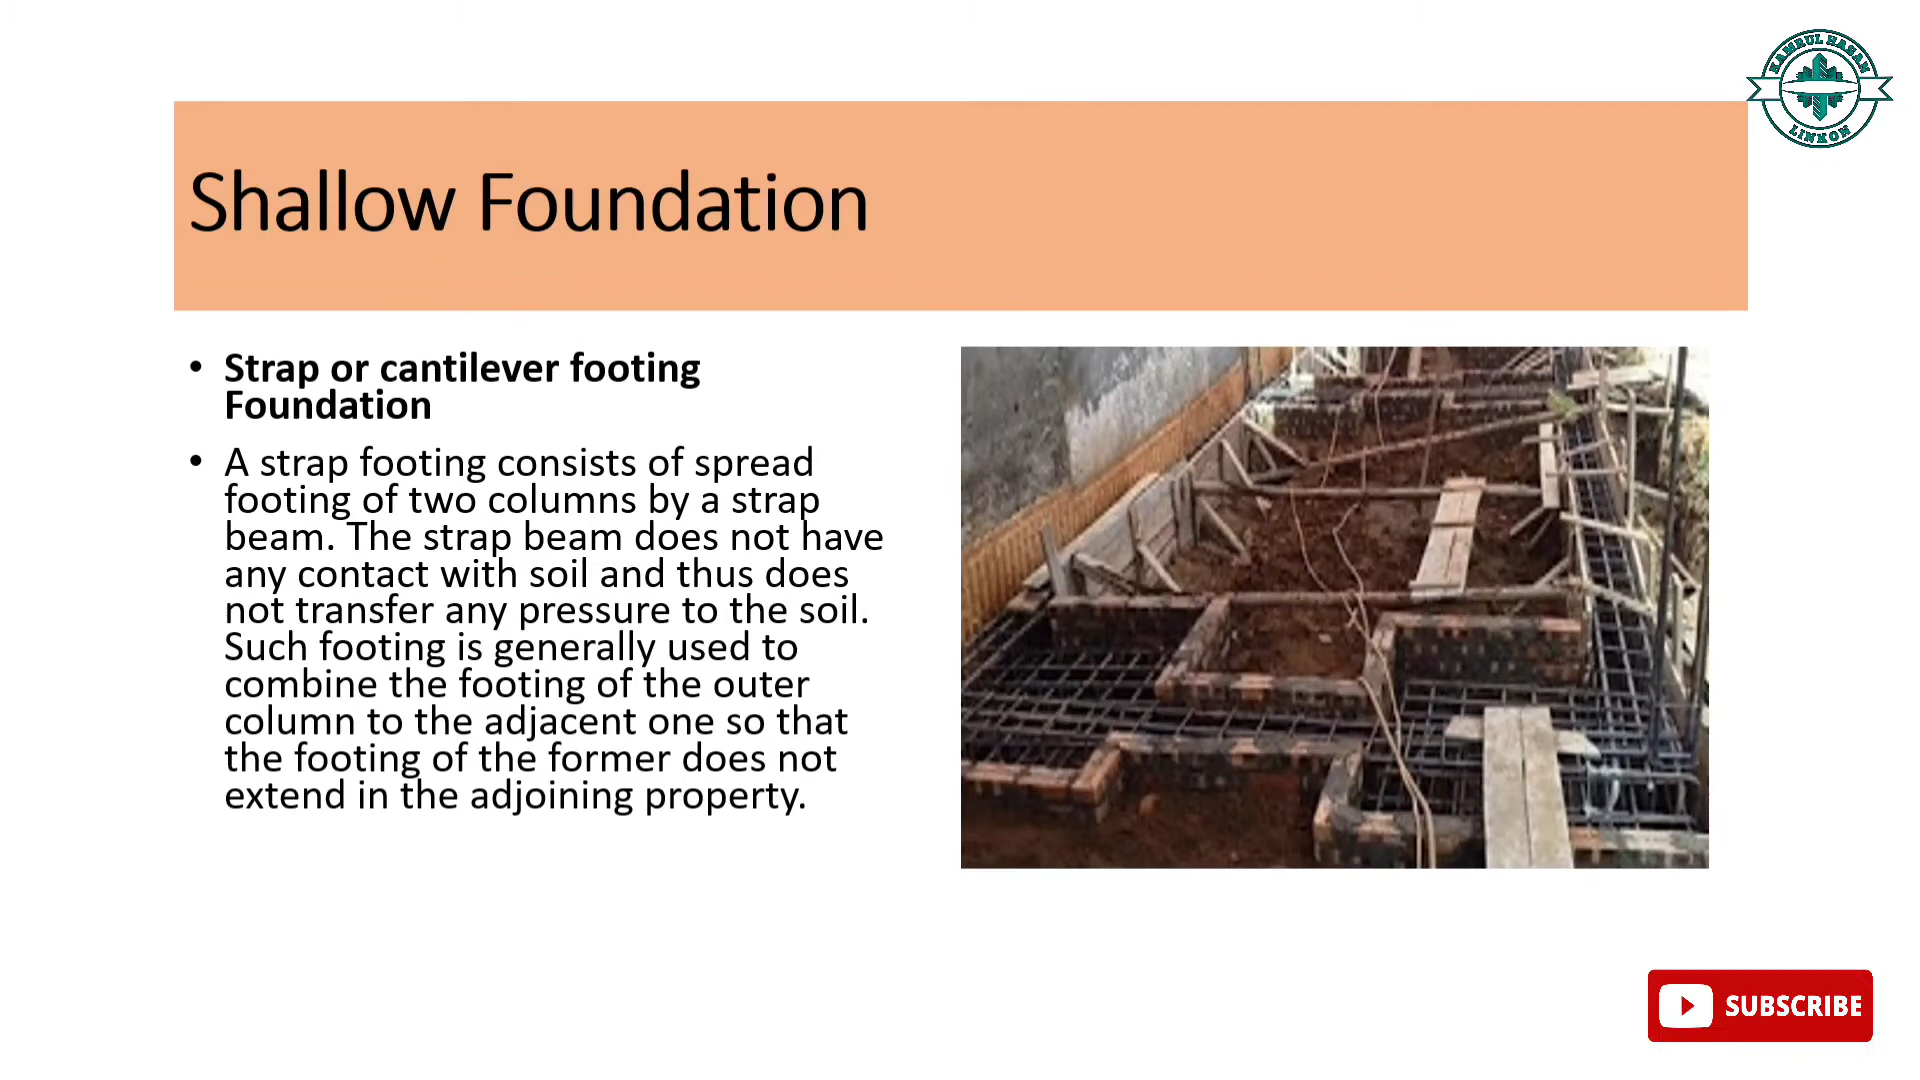 KAMRUL HASAN
LINKON
Shallow Foundation
• Strap or cantilever footing
Foundation
• A strap footing consists of spread
footing of two columns by a strap
beam. The strap beam does not have
any contact with soil and thus does
not transfer any pressure to the soil.
Such footing is generally used to
combine the footing of the outer
column to the adjacent one so that
the footing of the former does not
extend in the adjoining property.
SUBSCRIBE